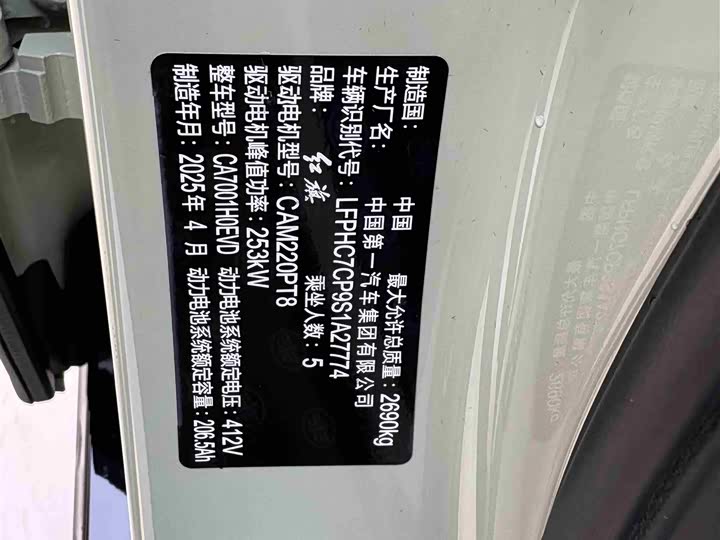 制造国： 中国 最大允许总质量：2690kg
生产厂名： 中国第一汽车集团有限公司
车辆识别代号：LFPHC7CP9S1A27774
品牌： 红旗 乘坐人数：5
驱动电机型号：CAM220PT8
驱动电机峰值功率：253kW
整车型号：CA7001H0EVD 动力电池系统额定电压：412V
制造年月：2025年4月 动力电池系统额定容量：206.5Ah